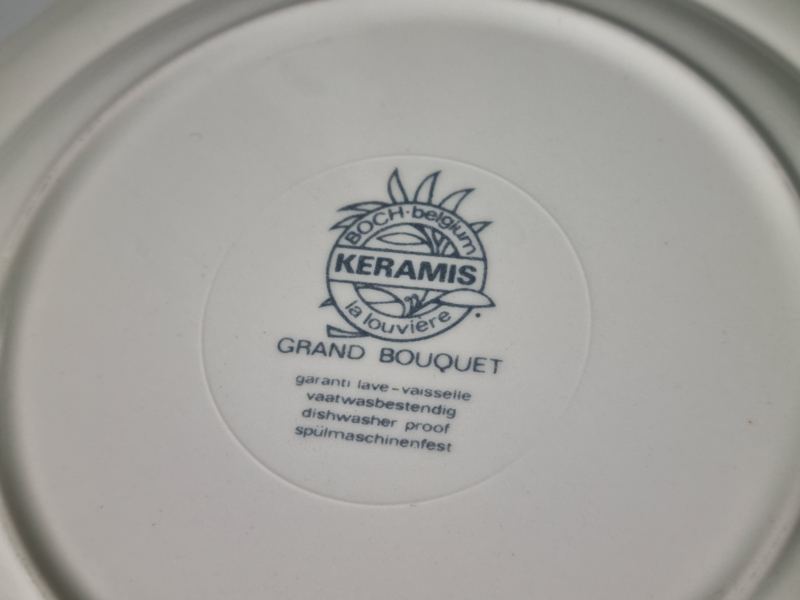 BOCH·belgium
KERAMIS
la louvière
GRAND BOUQUET
garanti lave-vaisselle
vaatwasbestendig
dishwasher proof
spülmaschinenfest